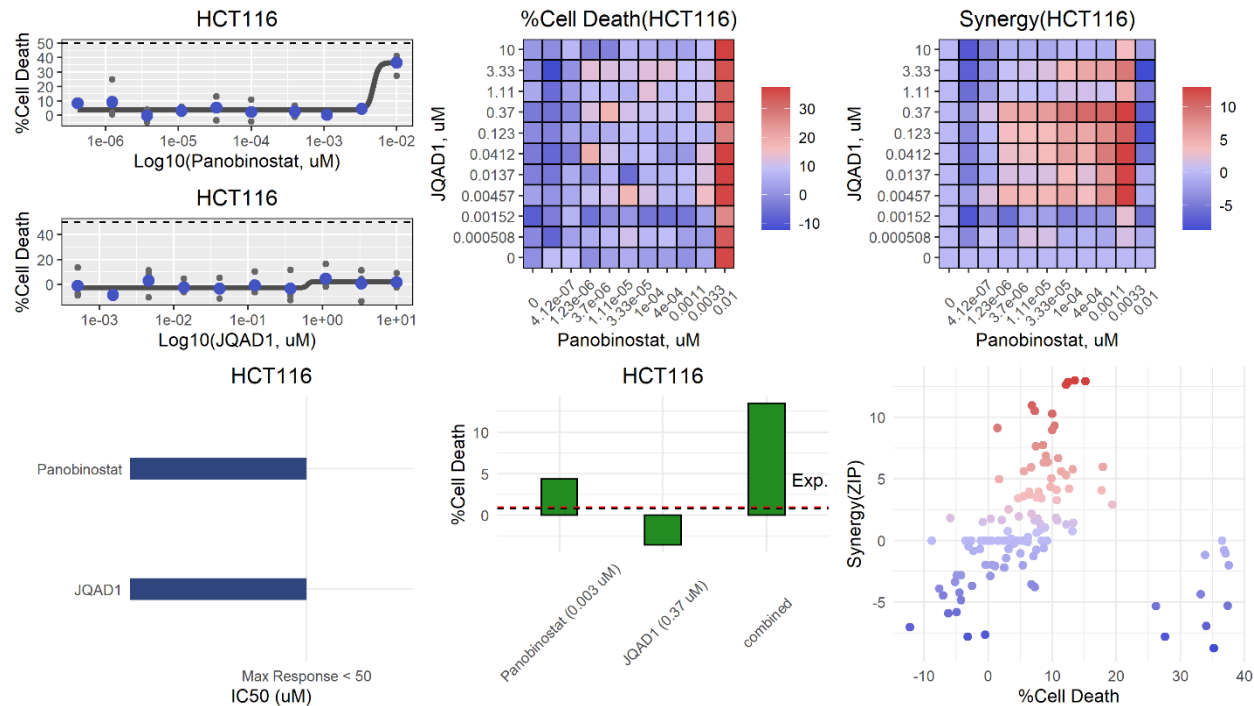 HCT116
%Cell Death
50
40
30
20
10
0
1e-06
1e-05
1e-04
1e-03
1e-02
Log10(Panobinostat, uM)
HCT116
%Cell Death
40
20
0
1e-03
1e-02
1e-01
1e+00
1e+01
Log10(JQAD1, uM)
%Cell Death(HCT116)
JQAD1, uM
10
3.33
1.11
0.37
0.123
0.0412
0.0137
0.00457
0.00152
0.000508
0
0
4.12e-07
1.23e-06
3.7e-06
1.11e-05
3.33e-05
1e-04
4e-04
0.0011
0.0033
0.01
Panobinostat, uM
30
20
10
0
-10
Synergy(HCT116)
JQAD1, uM
10
3.33
1.11
0.37
0.123
0.0412
0.0137
0.00457
0.00152
0.000508
0
0
4.12e-07
1.23e-06
3.7e-06
1.11e-05
3.33e-05
1e-04
4e-04
0.0011
0.0033
0.01
Panobinostat, uM
10
5
0
-5
HCT116
Panobinostat
JQAD1
Max Response < 50
IC50 (uM)
HCT116
%Cell Death
10
5
0
Exp.
Panobinostat (0.003 uM)
JQAD1 (0.37 uM)
combined
Synergy(ZIP)
10
5
0
-5
-10
0
10
20
30
40
%Cell Death